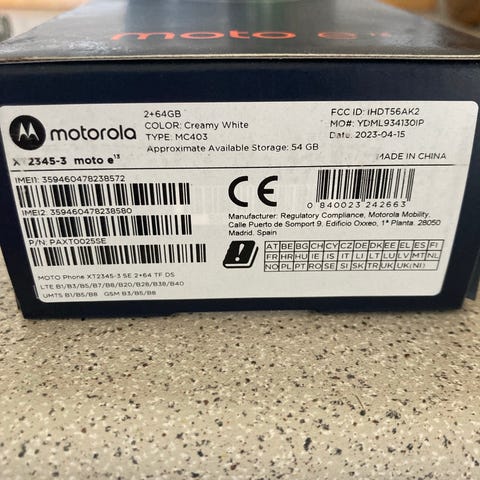 moto e¹³
motorola
2+64GB
COLOR: Creamy White
TYPE: MC403
Approximate Available Storage: 54 GB
FCC ID: IHDT56AK2
MO#: YDML934130IP
Date: 2023-04-15
XT2345-3 moto e¹³
MADE IN CHINA
IMEI1: 359460478238572
IMEI2: 359460478238580
P/N: PAXT0025SE
CE
0 840023 242663
Manufacturer: Regulatory Compliance, Motorola Mobility,
Calle Puerto de Somport 9, Edificio Oxxeo, 1ª Planta, 28050
Madrid, Spain
AT BE BG CH CY CZ DE DK EE EL ES FI
FR HR HU IE IS IT LI LT LU LV MT NL
NO PL PT RO SE SI SK TR UK UK(NI)
MOTO Phone XT2345-3 SE 2+64 TF DS
LTE B1/B3/B5/B7/B8/B20/B28/B38/B40
UMTS B1/B5/B8 GSM B3/B5/B8